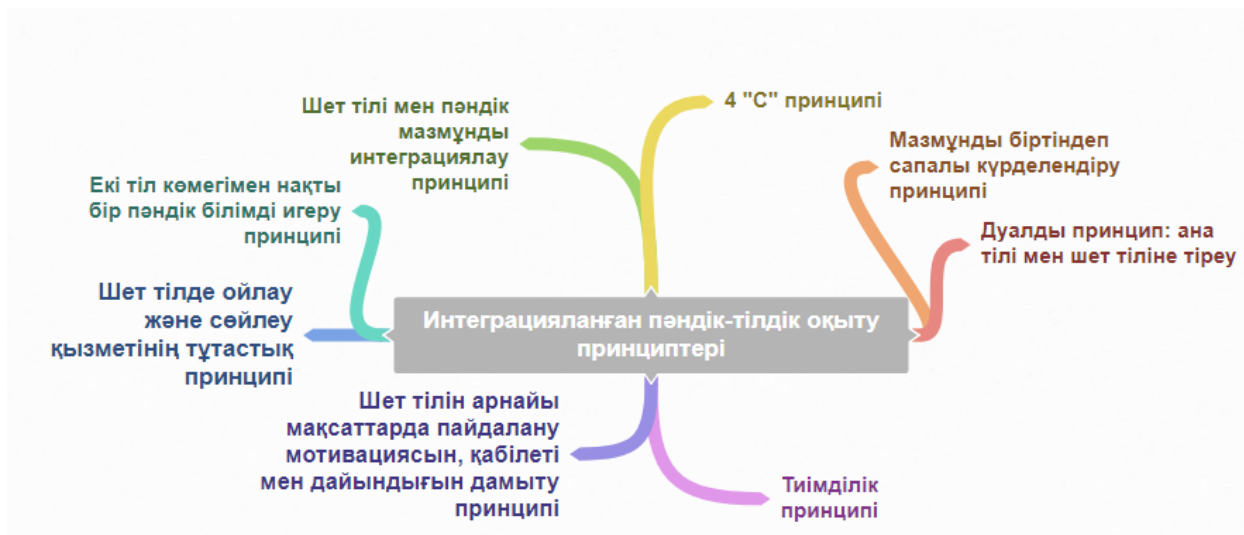 4 "С" принципі
Шет тілі мен пәндік
мазмұнды
интеграциялау
принципі
Мазмұнды біртіндеп
сапалы күрделендіру
принципі
Екі тіл көмегімен нақты
бір пәндік білімді игеру
принципі
Дуалды принцип: ана
тілі мен шет тіліне тіреу
Шет тілде ойлау
және сөйлеу
қызметінің тұтастық
принципі
Интеграцияланған пәндік-тілдік оқыту
принциптері
Шет тілін арнайы
мақсаттарда пайдалану
мотивациясын, қабілеті
мен дайындығын дамыту
принципі
Тиімділік
принципі